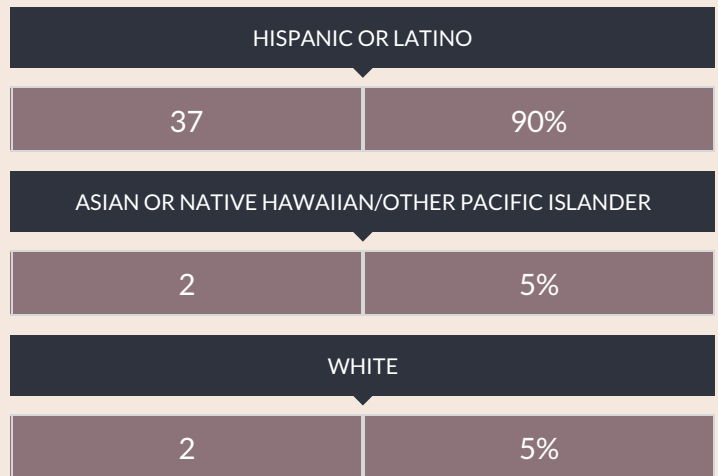 HISPANIC OR LATINO
37 90%
ASIAN OR NATIVE HAWAIIAN/OTHER PACIFIC ISLANDER
2 5%
WHITE
2 5%